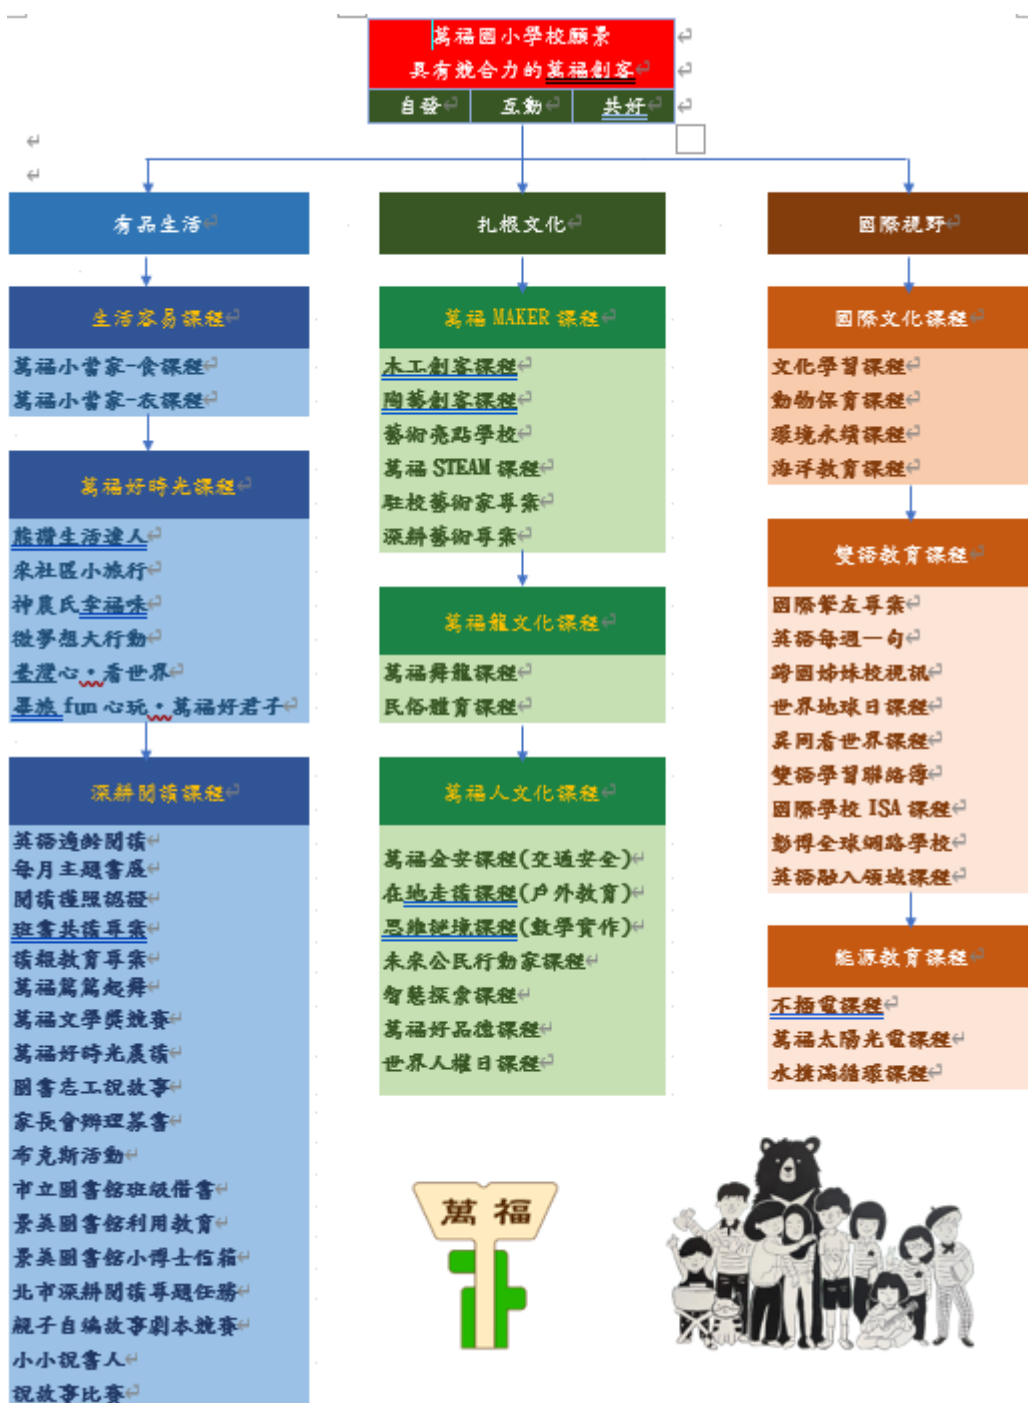 萬福國小學校願景
具有競合力的萬福創客
自發 互動 共好
有品生活
生活容易課程
萬福小當家-食課程
萬福小當家-衣課程
萬福好時光課程
熊讚生活達人
來社區小旅行
神農氏幸福味
微夢想大行動
臺灣心・看世界
畢旅 fun 心玩・萬福好君子
深耕閱讀課程
英語適齡閱讀
每月主題書展
閱讀護照認證
班書共讀專案
讀報教育專案
萬福篇篇起舞
萬福文學獎競賽
萬福好時光晨讀
圖書志工說故事
家長會辦理募書
布克斯活動
市立圖書館班級借書
景美圖書館利用教育
景美圖書館小博士信箱
北市深耕閱讀專題任務
親子自編故事劇本競賽
小小說書人
說故事比賽
扎根文化
萬福 MAKER 課程
木工創客課程
陶藝創客課程
藝術亮點學校
萬福 STEAM 課程
駐校藝術家專案
深耕藝術專案
萬福龍文化課程
萬福舞龍課程
民俗體育課程
萬福人文化課程
萬福金安課程(交通安全)
在地走讀課程(戶外教育)
思維謎境課程(數學實作)
未來公民行動家課程
智慧探索課程
萬福好品德課程
世界人權日課程
國際視野
國際文化課程
文化學習課程
動物保育課程
環境永續課程
海洋教育課程
雙語教育課程
國際筆友專案
英語每週一句
跨國姊妹校視訊
世界地球日課程
異同看世界課程
雙語學習聯絡簿
國際學校 ISA 課程
彭博全球網路學校
英語融入領域課程
能源教育課程
不插電課程
萬福太陽光電課程
水撲滿循環課程
萬福